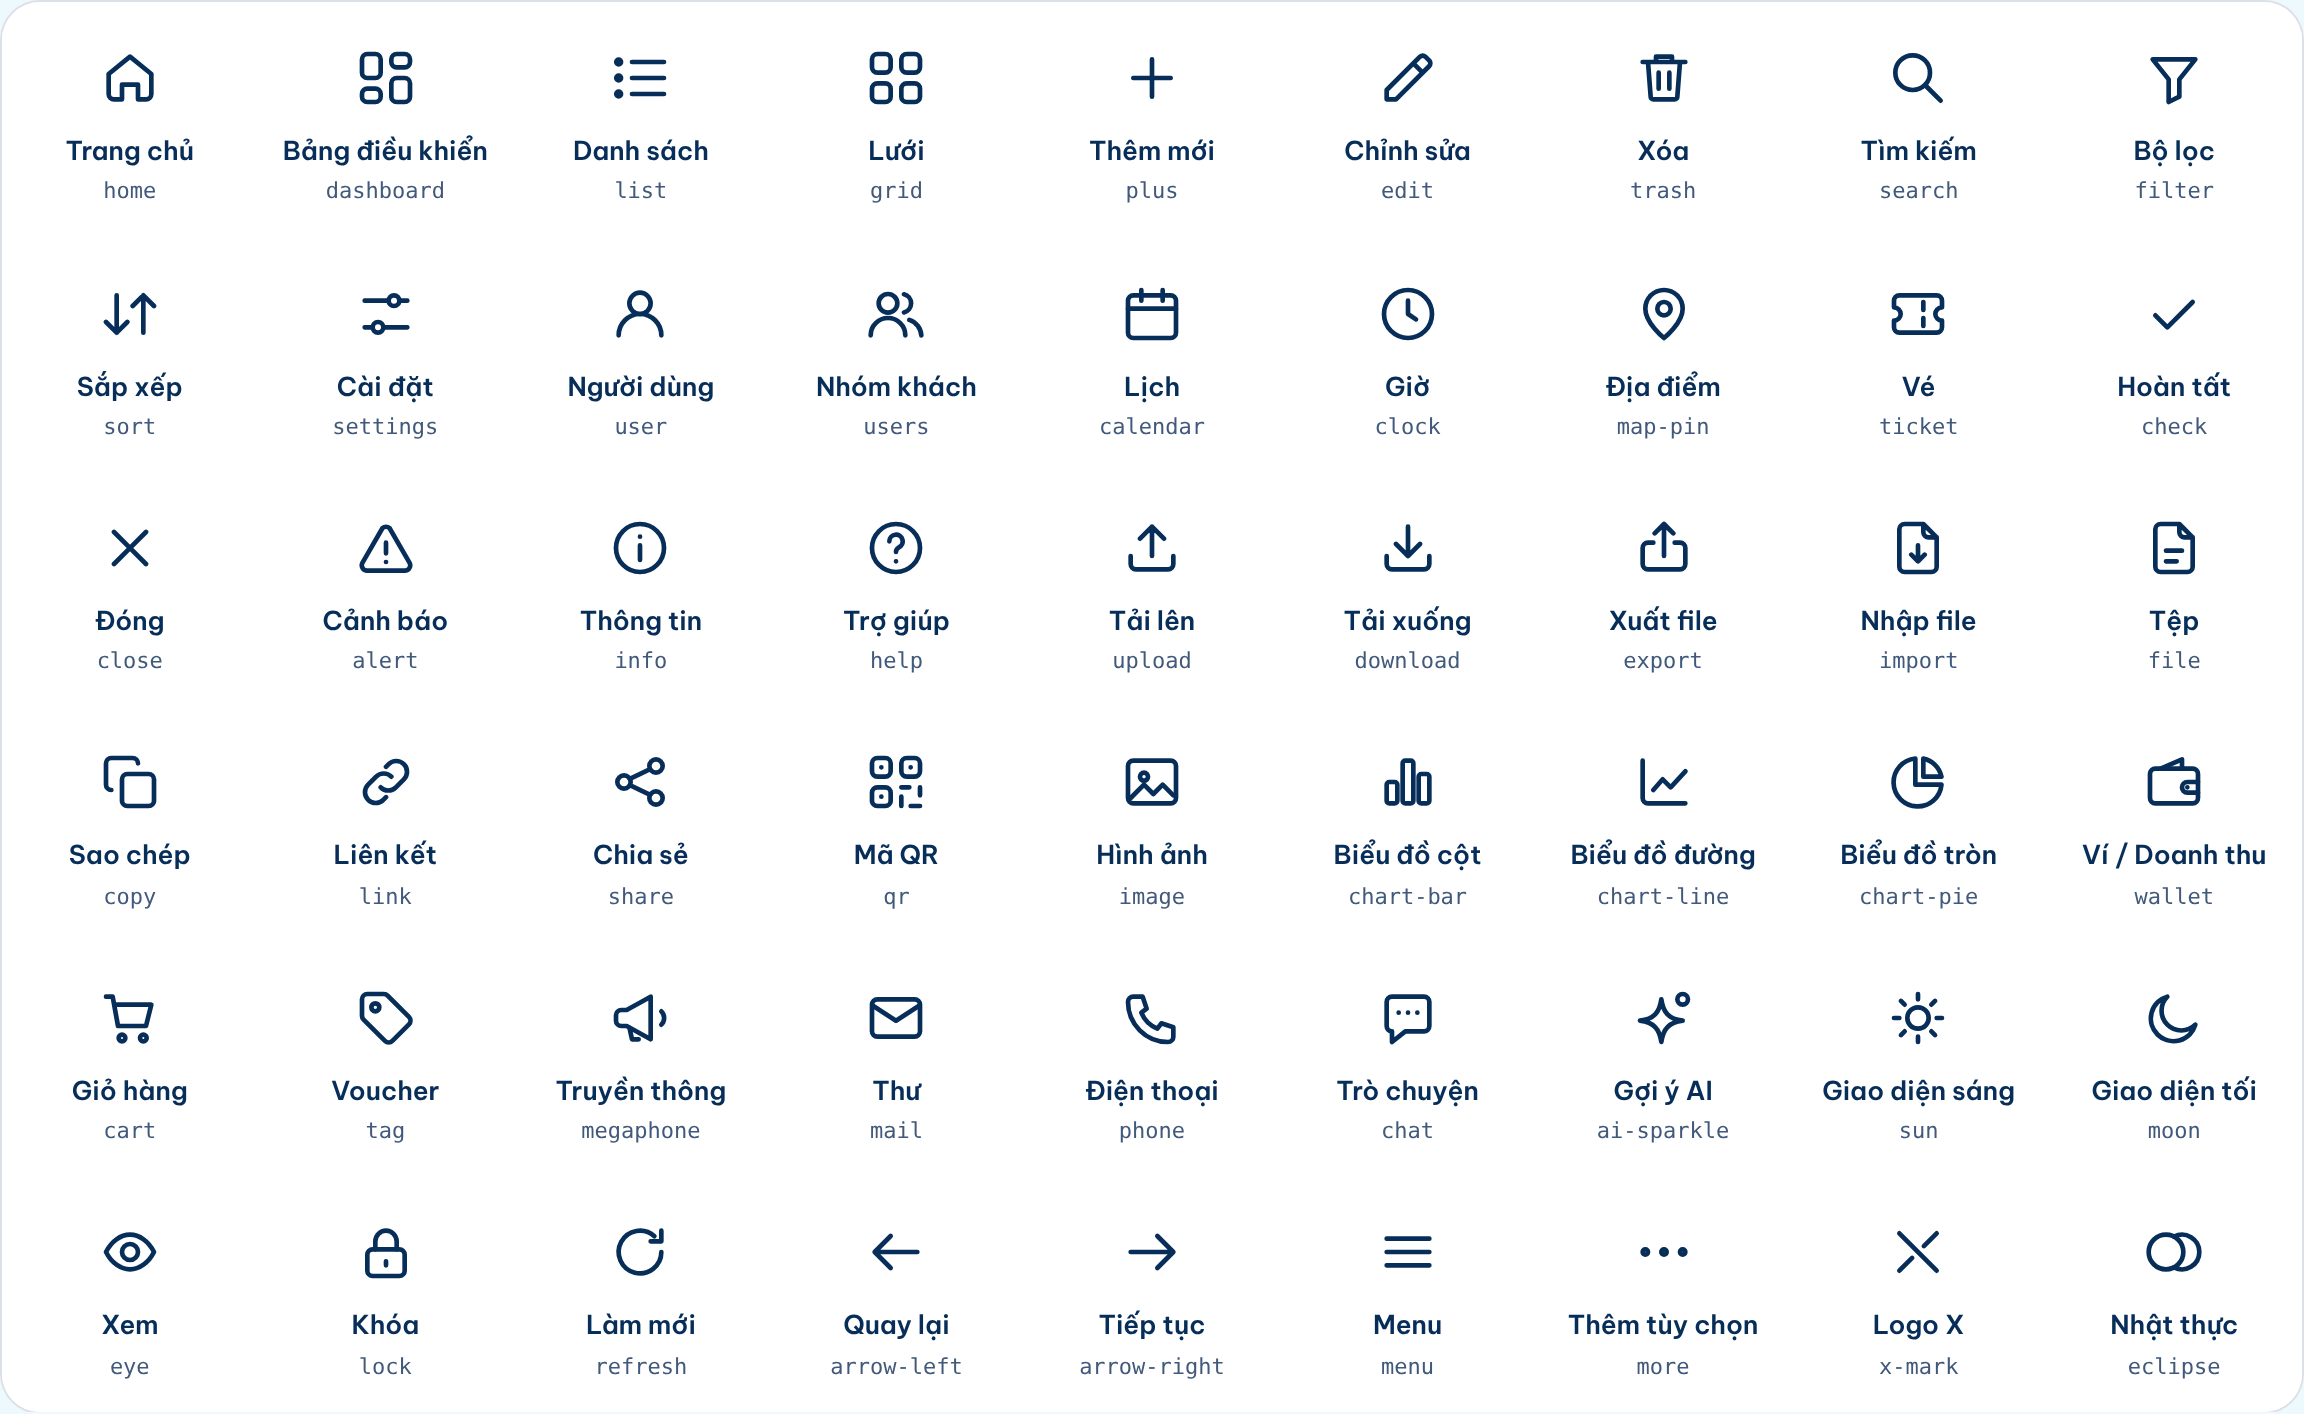 Trang chủ
home
Bảng điều khiển
dashboard
Danh sách
list
Lưới
grid
Thêm mới
plus
Chỉnh sửa
edit
Xóa
trash
Tìm kiếm
search
Bộ lọc
filter
Sắp xếp
sort
Cài đặt
settings
Người dùng
user
Nhóm khách
users
Lịch
calendar
Giờ
clock
Địa điểm
map-pin
Vé
ticket
Hoàn tất
check
Đóng
close
Cảnh báo
alert
Thông tin
info
Trợ giúp
help
Tải lên
upload
Tải xuống
download
Xuất file
export
Nhập file
import
Tệp
file
Sao chép
copy
Liên kết
link
Chia sẻ
share
Mã QR
qr
Hình ảnh
image
Biểu đồ cột
chart-bar
Biểu đồ đường
chart-line
Biểu đồ tròn
chart-pie
Ví / Doanh thu
wallet
Giỏ hàng
cart
Voucher
tag
Truyền thông
megaphone
Thư
mail
Điện thoại
phone
Trò chuyện
chat
Gợi ý AI
ai-sparkle
Giao diện sáng
sun
Giao diện tối
moon
Xem
eye
Khóa
lock
Làm mới
refresh
Quay lại
arrow-left
Tiếp tục
arrow-right
Menu
menu
Thêm tùy chọn
more
Logo X
x-mark
Nhật thực
eclipse